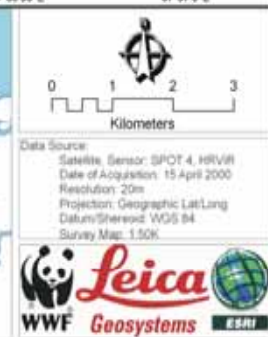 0 1 2 3
Kilometers
Data Source:
Satellite, Sensor: SPOT 4, HRVIR
Date of Acquisition: 15 April 2000
Resolution: 20m
Projection: Geographic Lat/Long
Datum/Shereoid: WGS 84
Survey Map: 1:50K
WWF
Leica
Geosystems
ESRI